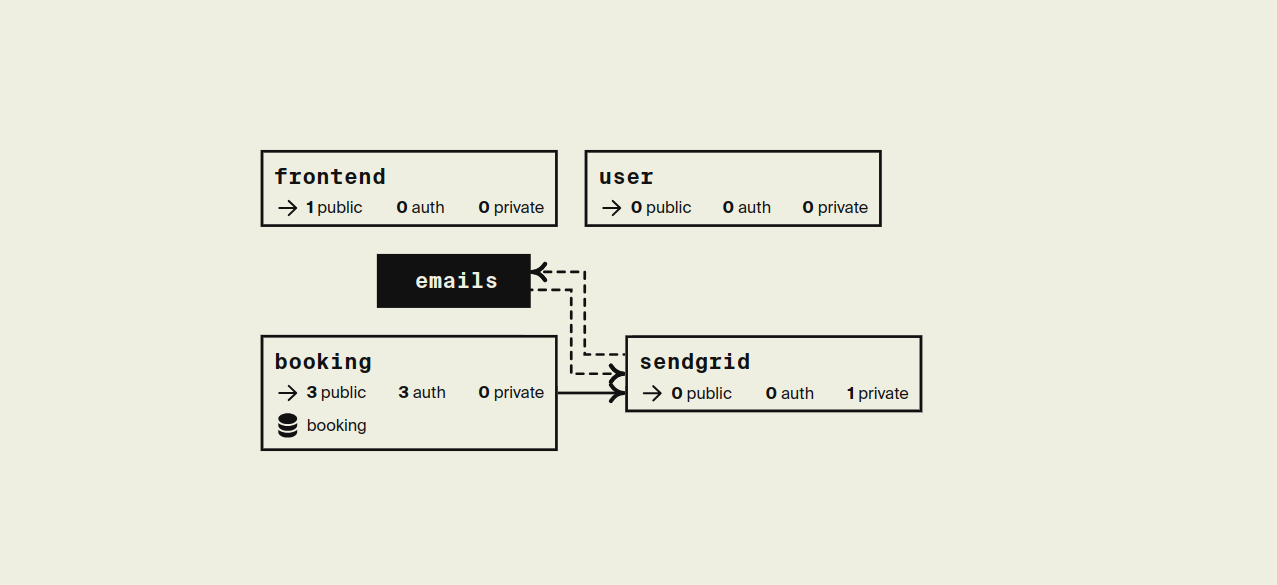 frontend
1 public 0 auth 0 private
user
0 public 0 auth 0 private
emails
booking
3 public 3 auth 0 private
booking
sendgrid
0 public 0 auth 1 private